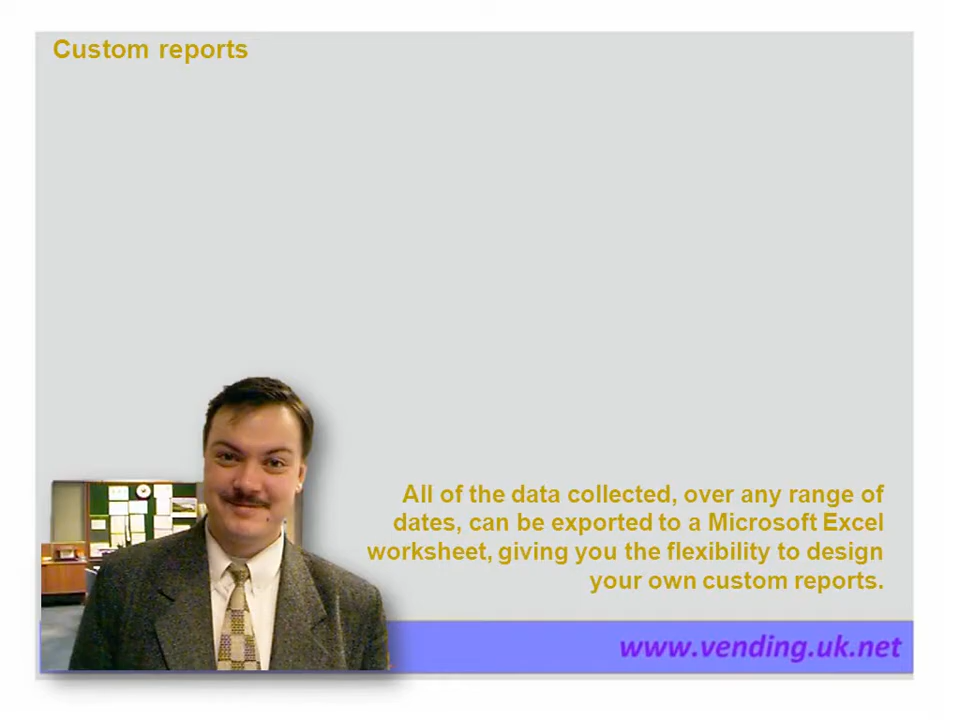 Custom reports
All of the data collected, over any range of
dates, can be exported to a Microsoft Excel
worksheet, giving you the flexibility to design
your own custom reports.
www.vending.uk.net